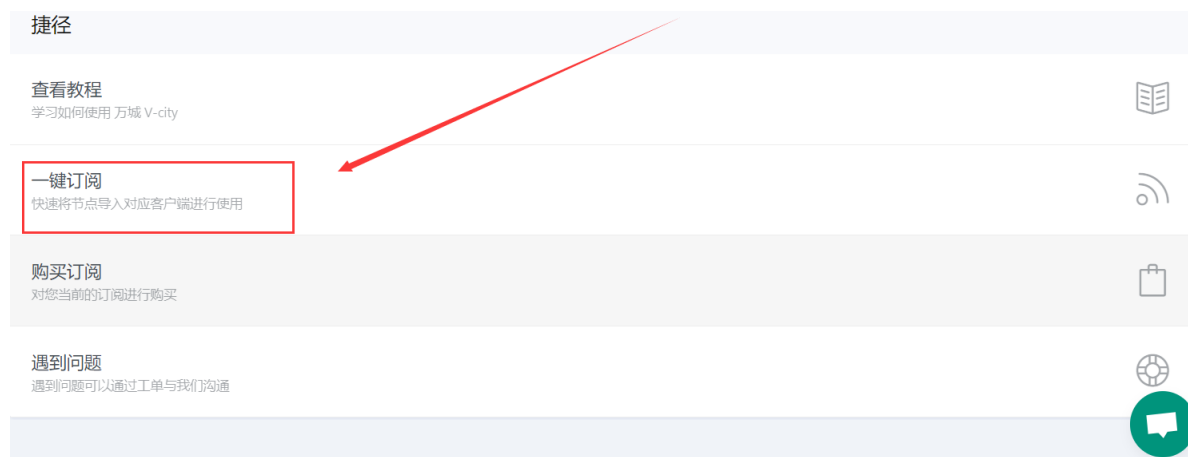 捷径
查看教程
学习如何使用 万城 V-city
一键订阅
快速将节点导入对应客户端进行使用
购买订阅
对您当前的订阅进行购买
遇到问题
遇到问题可以通过工单与我们沟通